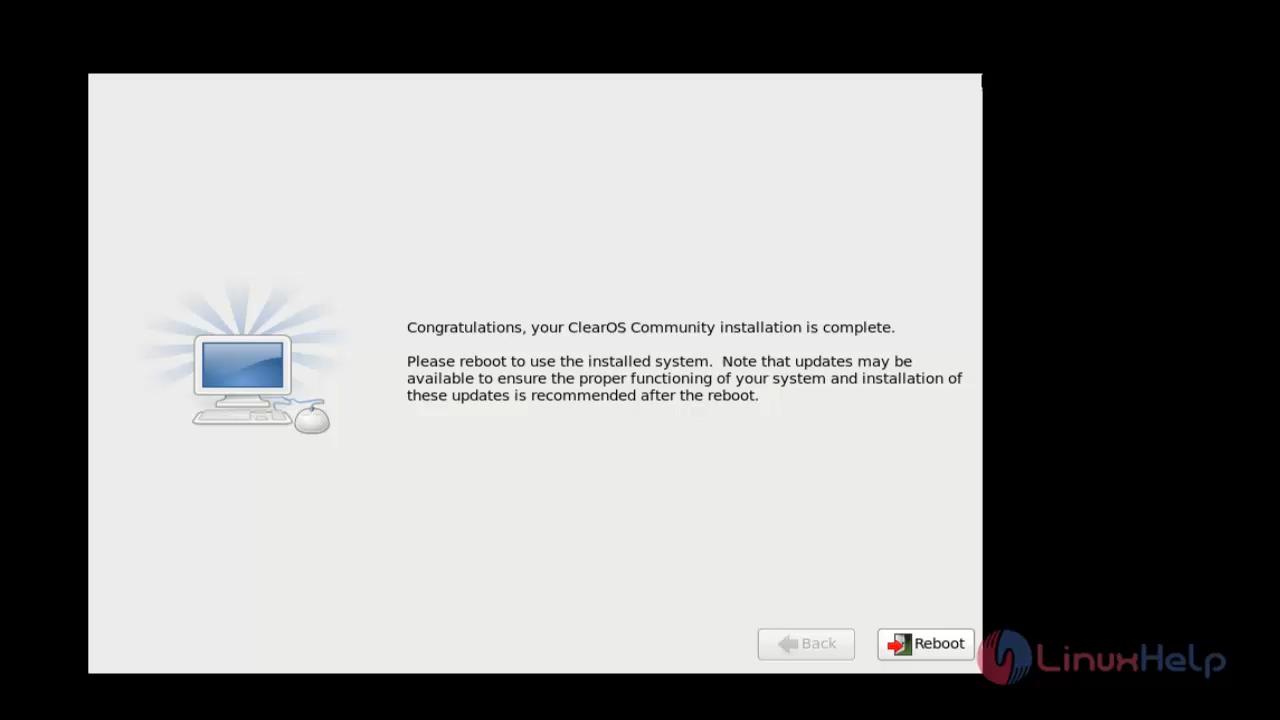 Congratulations, your ClearOS Community installation is complete.
Please reboot to use the installed system.  Note that updates may be
available to ensure the proper functioning of your system and installation of
these updates is recommended after the reboot.
Back
Reboot
LinuxHelp